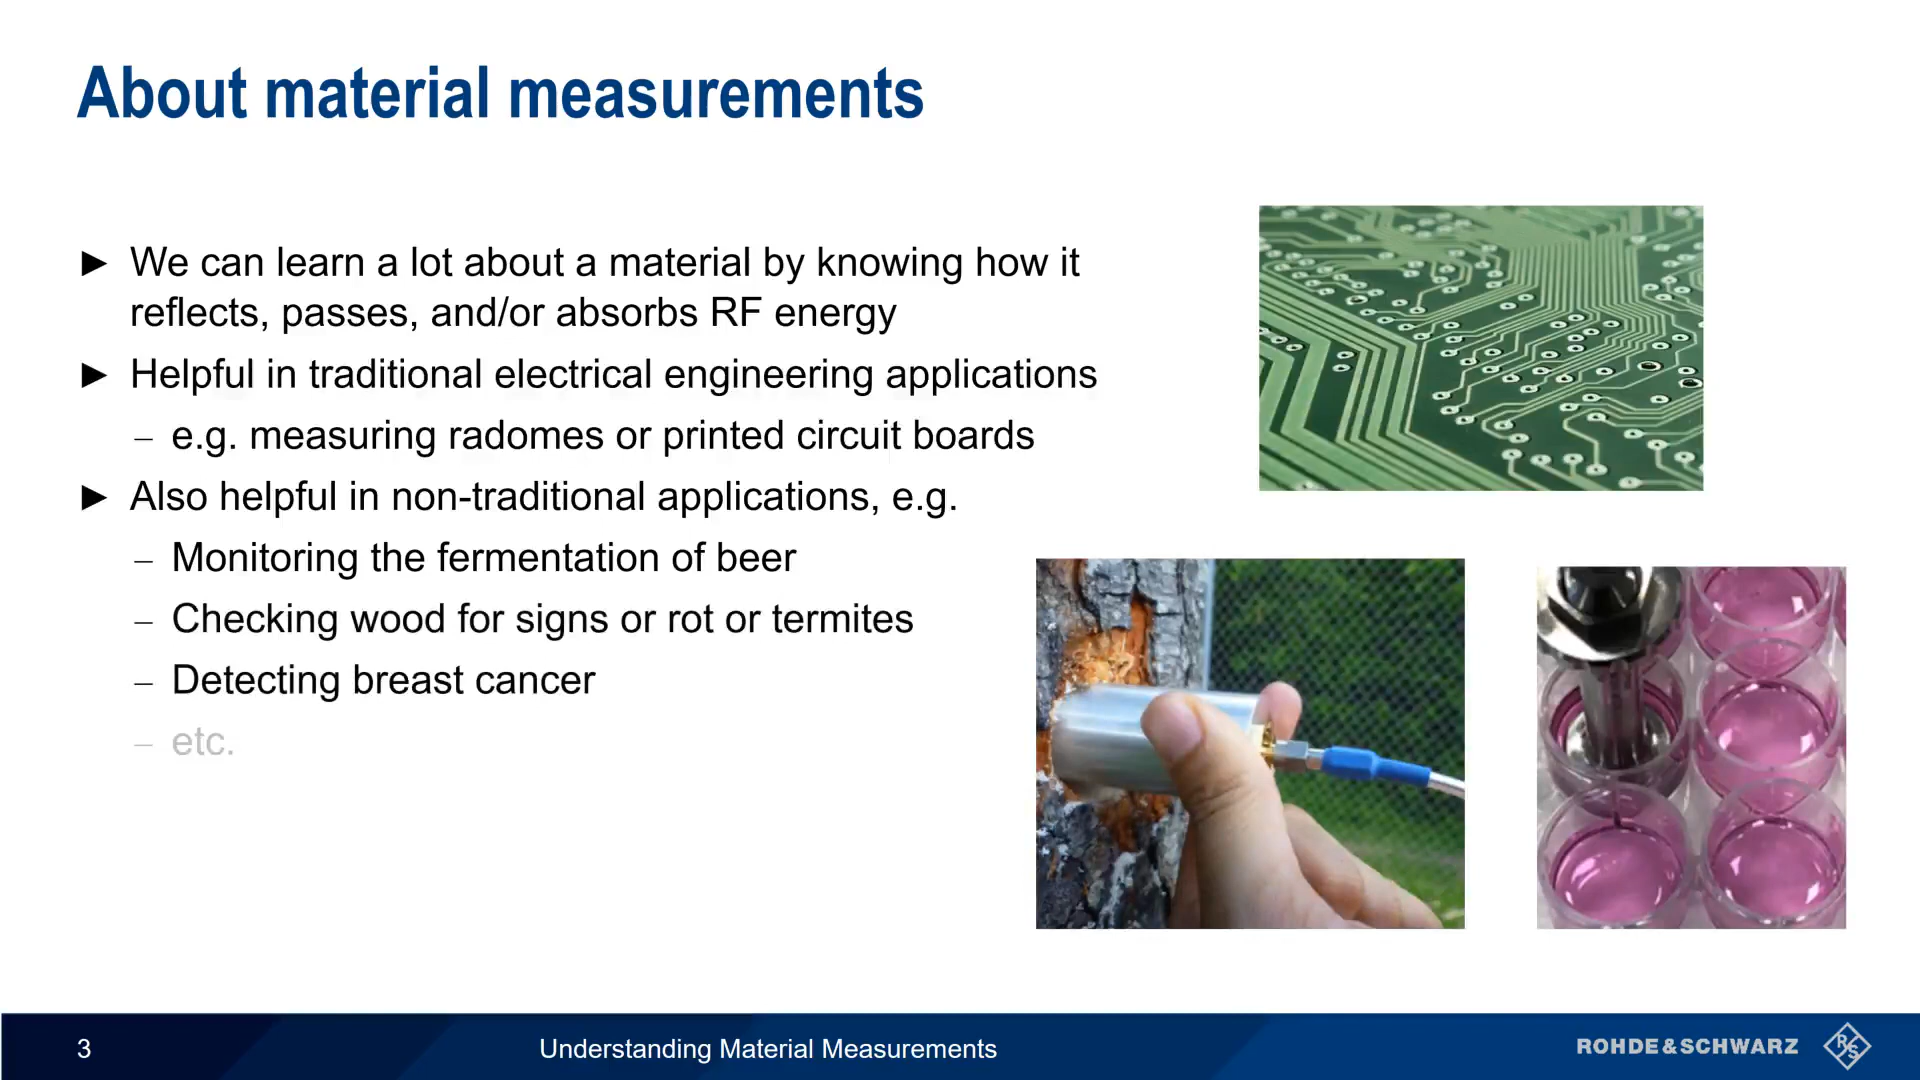 About material measurements
► We can learn a lot about a material by knowing how it
reflects, passes, and/or absorbs RF energy
► Helpful in traditional electrical engineering applications
– e.g. measuring radomes or printed circuit boards
► Also helpful in non-traditional applications, e.g.
– Monitoring the fermentation of beer
– Checking wood for signs or rot or termites
– Detecting breast cancer
– etc.
3
Understanding Material Measurements
ROHDE&SCHWARZ
R&S